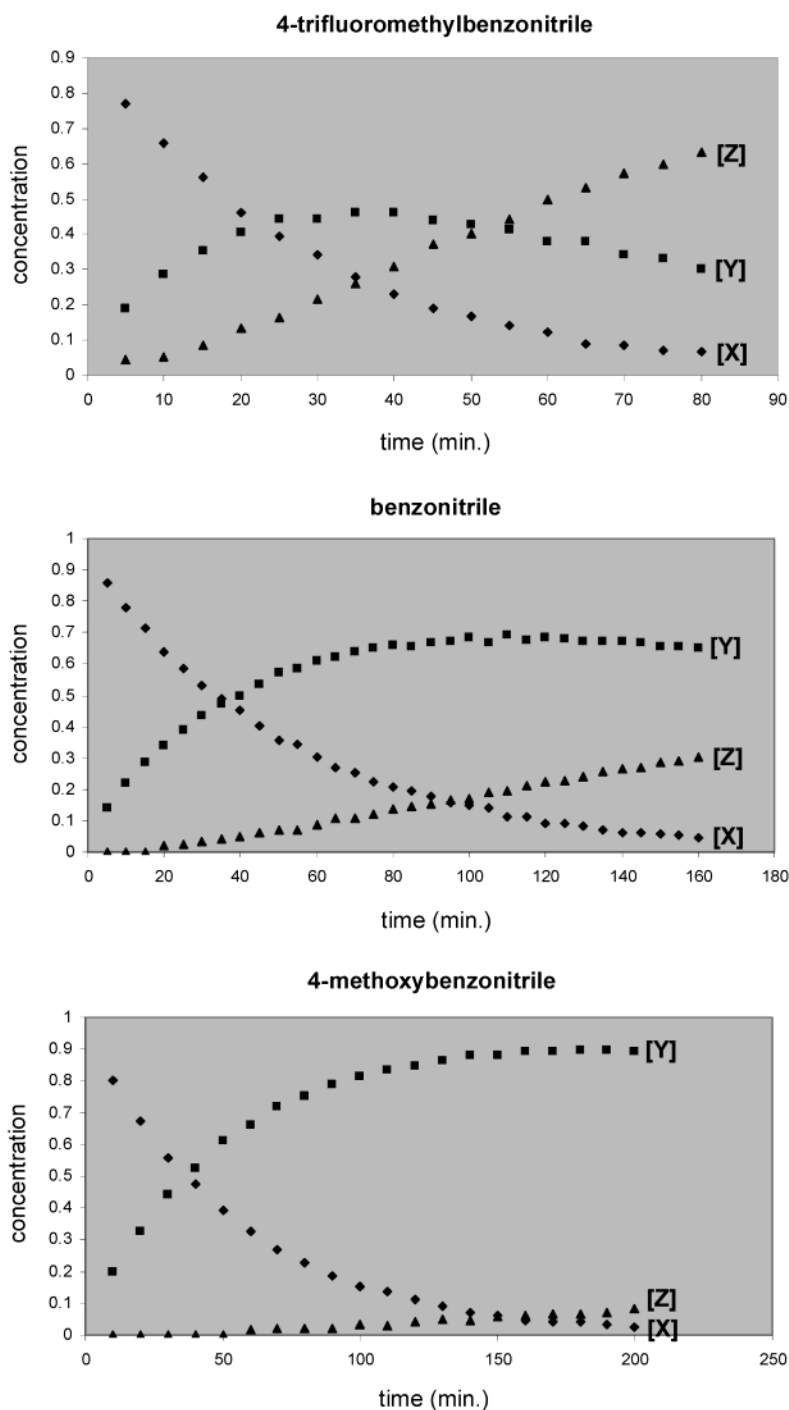 4-trifluoromethylbenzonitrile
0.9
0.8
0.7
0.6
0.5
0.4
0.3
0.2
0.1
0
concentration
[Z]
[Y]
[X]
0 10 20 30 40 50 60 70 80 90
time (min.)
benzonitrile
1
0.9
0.8
0.7
0.6
0.5
0.4
0.3
0.2
0.1
0
concentration
[Y]
[Z]
[X]
0 20 40 60 80 100 120 140 160 180
time (min.)
4-methoxybenzonitrile
1
0.9
0.8
0.7
0.6
0.5
0.4
0.3
0.2
0.1
0
concentration
[Y]
[Z]
[X]
0 50 100 150 200 250
time (min.)